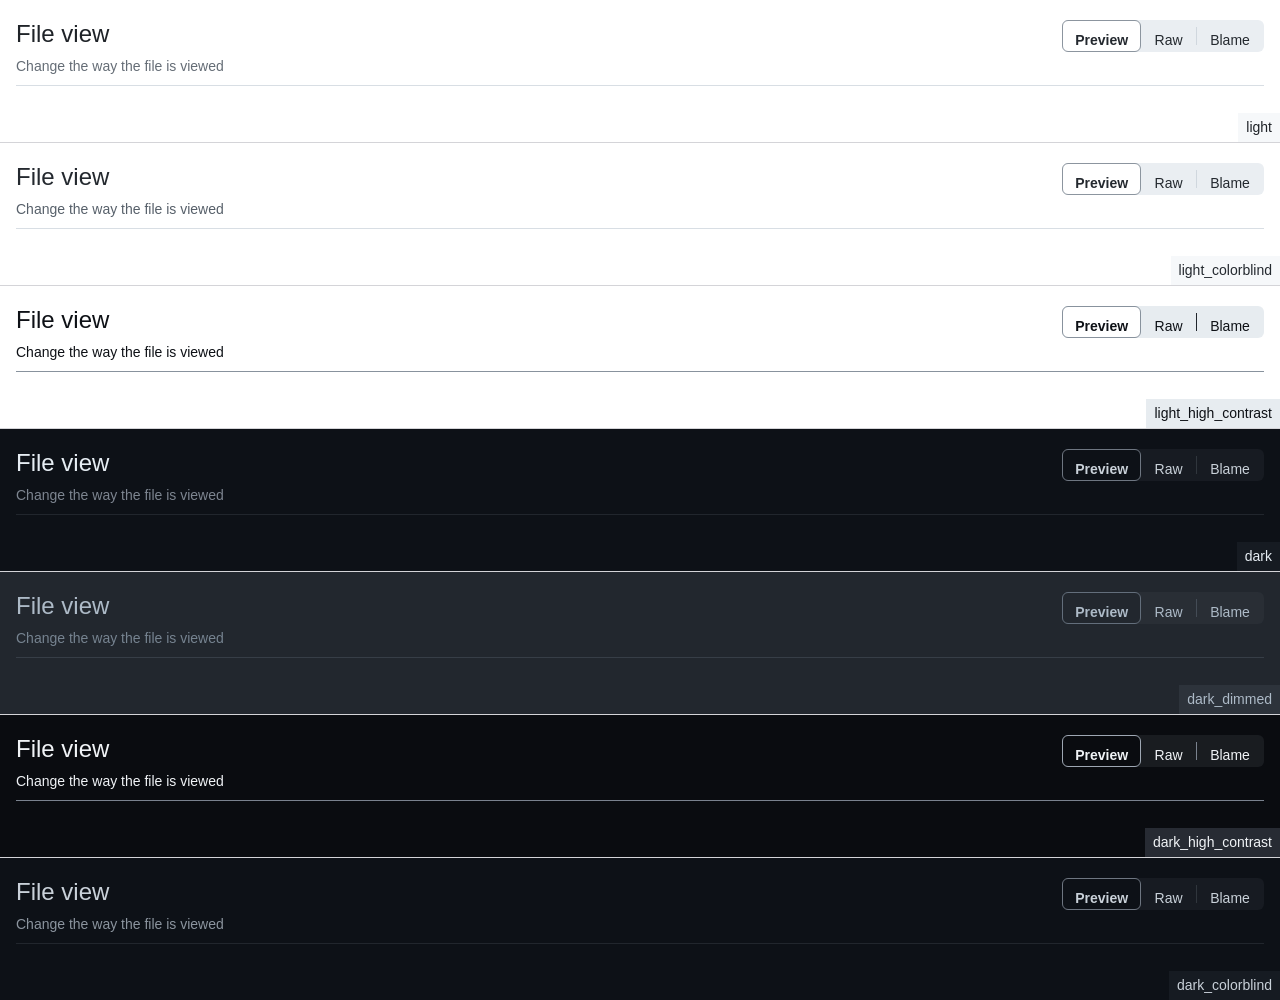 File view
Preview Raw Blame
Change the way the file is viewed
light
File view
Preview Raw Blame
Change the way the file is viewed
light_colorblind
File view
Preview Raw Blame
Change the way the file is viewed
light_high_contrast
File view
Preview Raw Blame
Change the way the file is viewed
dark
File view
Preview Raw Blame
Change the way the file is viewed
dark_dimmed
File view
Preview Raw Blame
Change the way the file is viewed
dark_high_contrast
File view
Preview Raw Blame
Change the way the file is viewed
dark_colorblind